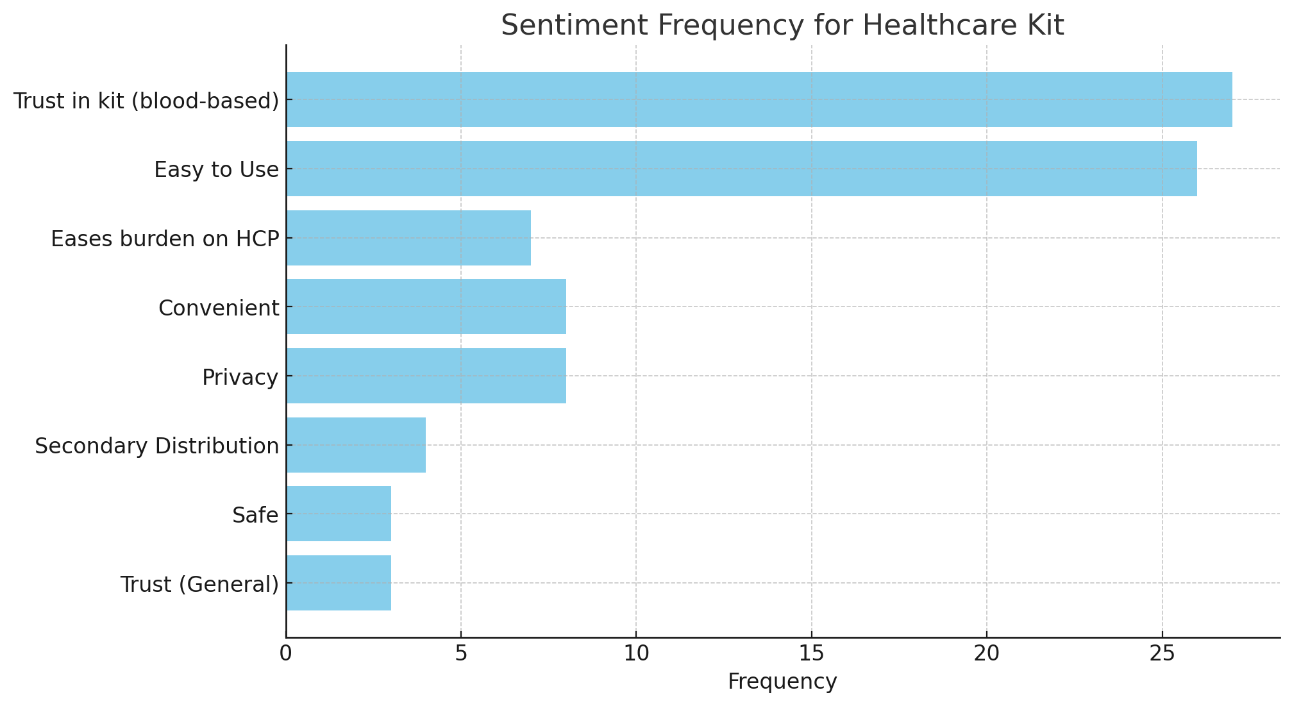 Sentiment Frequency for Healthcare Kit
Trust in kit (blood-based)
Easy to Use
Eases burden on HCP
Convenient
Privacy
Secondary Distribution
Safe
Trust (General)
0 5 10 15 20 25
Frequency